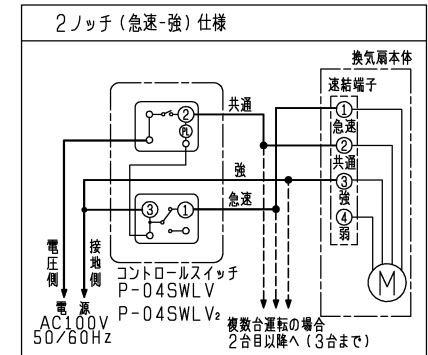 2ノッチ(急速-強)仕様
換気扇本体
速結端子
共通
① 急速
② 共通
③ 強
④ 弱
②
PL
強
急速
③ ①
M
電圧側
接地側
電源
AC100V
50/60Hz
コントロールスイッチ
P-04SWLV
P-04SWLV₂
複数台運転の場合
2台目以降へ(3台まで)